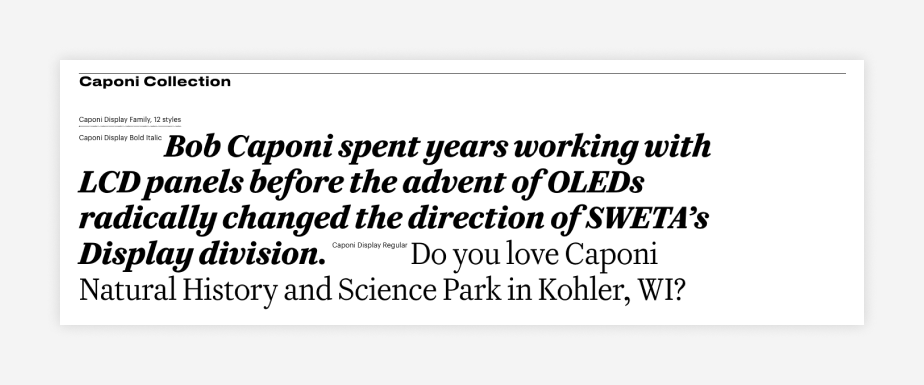 Caponi Collection
Caponi Display Family, 12 styles
Caponi Display Bold Italic Bob Caponi spent years working with
LCD panels before the advent of OLEDs
radically changed the direction of SWETA’s
Display division. Caponi Display Regular Do you love Caponi
Natural History and Science Park in Kohler, WI?